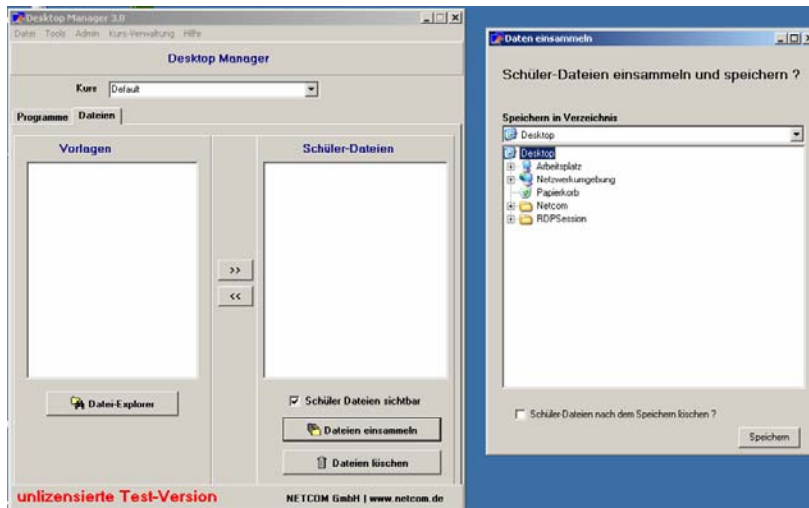 Desktop Manager 3.0
Datei Tools Admin Kurs-Verwaltung Hilfe
Desktop Manager
Kurs Default
Programme Dateien
Vorlagen
Schüler-Dateien
>>
<<
Datei-Explorer
Schüler Dateien sichtbar
Dateien einsammeln
Dateien löschen
unlizensierte Test-Version
NETCOM GmbH | www.netcom.de
Daten einsammeln
Schüler-Dateien einsammeln und speichern ?
Speichern in Verzeichnis
Desktop
Desktop
Arbeitsplatz
Netzwerkumgebung
Papierkorb
Netcom
RDPSession
Schüler-Dateien nach dem Speichern löschen ?
Speichern